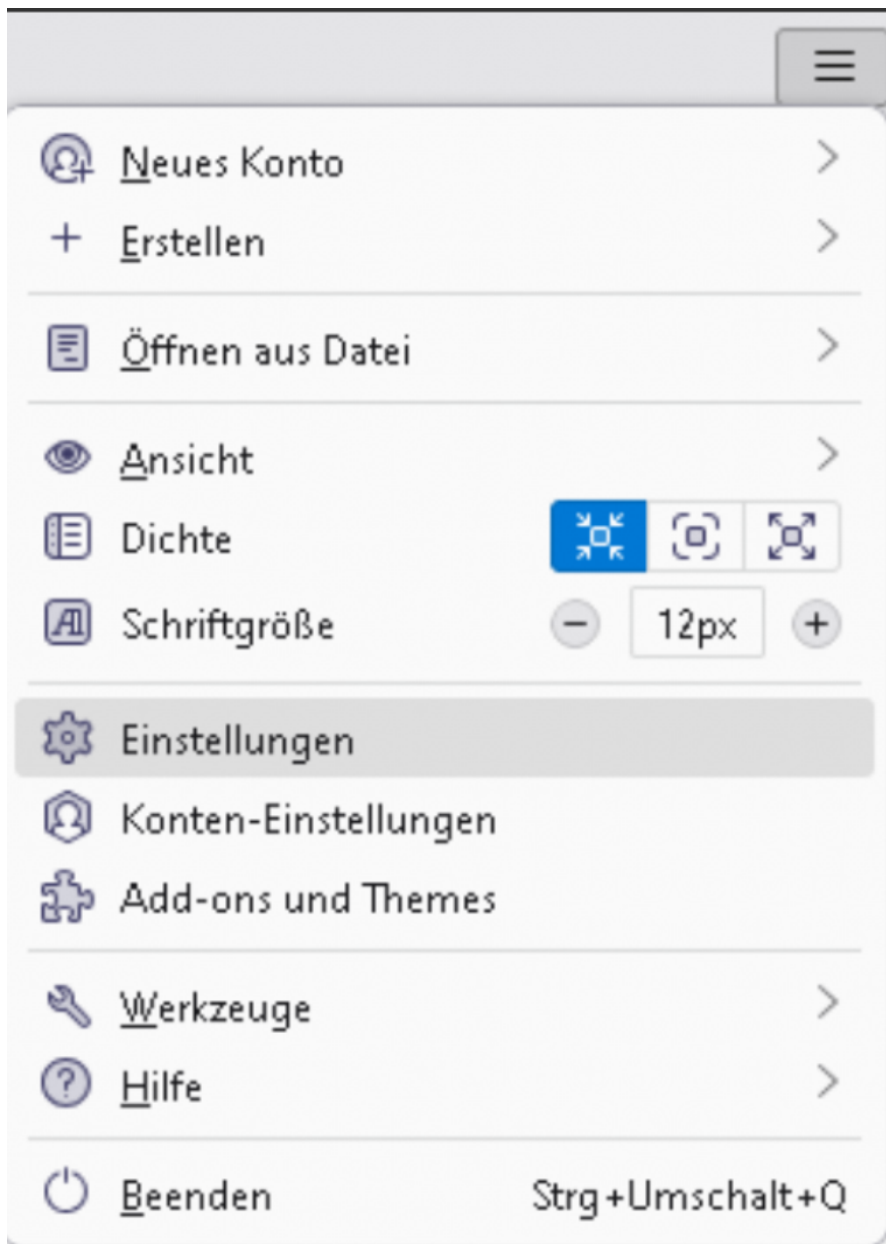 Neues Konto
Erstellen
Öffnen aus Datei
Ansicht
Dichte
Schriftgröße 12px
Einstellungen
Konten-Einstellungen
Add-ons und Themes
Werkzeuge
Hilfe
Beenden Strg+Umschalt+Q